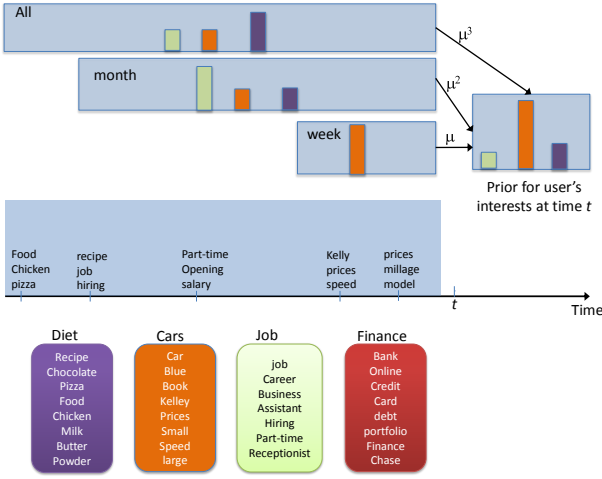 All
μ³
month
μ²
week
μ
Prior for user's
interests at time t
Food
Chicken
pizza
recipe
job
hiring
Part-time
Opening
salary
Kelly
prices
speed
prices
millage
model
t
Time
Diet
Recipe
Chocolate
Pizza
Food
Chicken
Milk
Butter
Powder
Cars
Car
Blue
Book
Kelley
Prices
Small
Speed
large
Job
job
Career
Business
Assistant
Hiring
Part-time
Receptionist
Finance
Bank
Online
Credit
Card
debt
portfolio
Finance
Chase